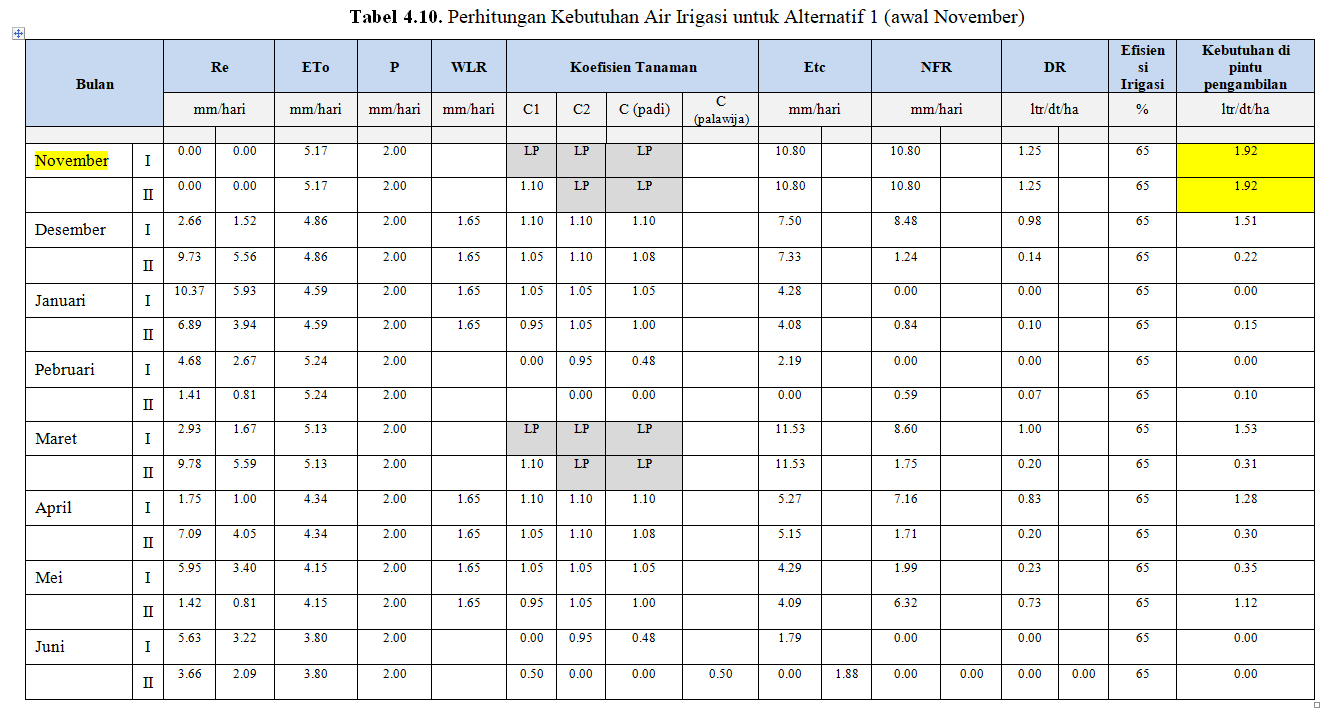 Tabel 4.10. Perhitungan Kebutuhan Air Irigasi untuk Alternatif 1 (awal November)
Bulan Re ETo P WLR Koefisien Tanaman Etc NFR DR Efisien si Irigasi Kebutuhan di pintu pengambilan
mm/hari mm/hari mm/hari mm/hari C1 C2 C (padi) C (palawija) mm/hari mm/hari ltr/dt/ha % ltr/dt/ha
November I 0.00 0.00 5.17 2.00 LP LP LP 10.80 10.80 1.25 65 1.92
II 0.00 0.00 5.17 2.00 1.10 LP LP 10.80 10.80 1.25 65 1.92
Desember I 2.66 1.52 4.86 2.00 1.65 1.10 1.10 1.10 7.50 8.48 0.98 65 1.51
II 9.73 5.56 4.86 2.00 1.65 1.05 1.10 1.08 7.33 1.24 0.14 65 0.22
Januari I 10.37 5.93 4.59 2.00 1.65 1.05 1.05 1.05 4.28 0.00 0.00 65 0.00
II 6.89 3.94 4.59 2.00 1.65 0.95 1.05 1.00 4.08 0.84 0.10 65 0.15
Pebruari I 4.68 2.67 5.24 2.00 0.00 0.95 0.48 2.19 0.00 0.00 65 0.00
II 1.41 0.81 5.24 2.00 0.00 0.00 0.00 0.59 0.07 65 0.10
Maret I 2.93 1.67 5.13 2.00 LP LP LP 11.53 8.60 1.00 65 1.53
II 9.78 5.59 5.13 2.00 1.10 LP LP 11.53 1.75 0.20 65 0.31
April I 1.75 1.00 4.34 2.00 1.65 1.10 1.10 1.10 5.27 7.16 0.83 65 1.28
II 7.09 4.05 4.34 2.00 1.65 1.05 1.10 1.08 5.15 1.71 0.20 65 0.30
Mei I 5.95 3.40 4.15 2.00 1.65 1.05 1.05 1.05 4.29 1.99 0.23 65 0.35
II 1.42 0.81 4.15 2.00 1.65 0.95 1.05 1.00 4.09 6.32 0.73 65 1.12
Juni I 5.63 3.22 3.80 2.00 0.00 0.95 0.48 1.79 0.00 0.00 65 0.00
II 3.66 2.09 3.80 2.00 0.50 0.00 0.00 0.50 0.00 1.88 0.00 0.00 0.00 0.00 65 0.00